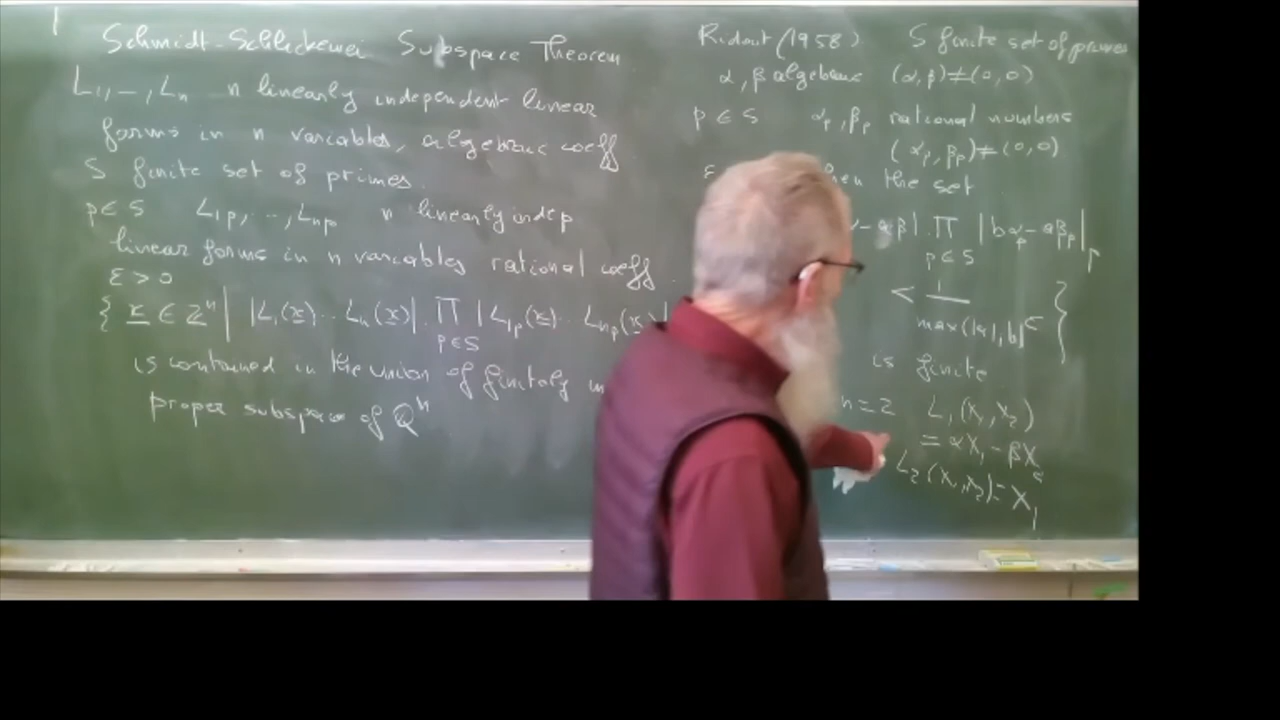 Schmidt-Schlickewei Subspace Theorem
L₁, –, Lₙ n linearly independent linear
forms in n variables, algebraic coeff
S finite set of primes.
p ∈ S L₁ₚ, …, Lₙₚ n linearly indep
linear forms in n variables rational coeff
ε > 0
{ x ∈ Zⁿ | |L₁(x) ... Lₙ(x)| . ∏ |L₁ₚ(x) ... Lₙₚ(x)|
p ∈ S
is contained in the union of finitely
proper subspace of Qⁿ
Ridout (1958) S finite set of primes
α, β algebraic (α, β) ≠ (0, 0)
p ∈ S αₚ, βₚ rational numbers
(αₚ, βₚ) ≠ (0, 0)
the set
∏ |bαₚ - aβₚ|ₚ
p ∈ S
< 1
max(|a|, b)^ε }
is finite
n = 2 L₁(X₁, X₂)
= αX₁ - βX₂
L₂(X₁, X₂) = X₁